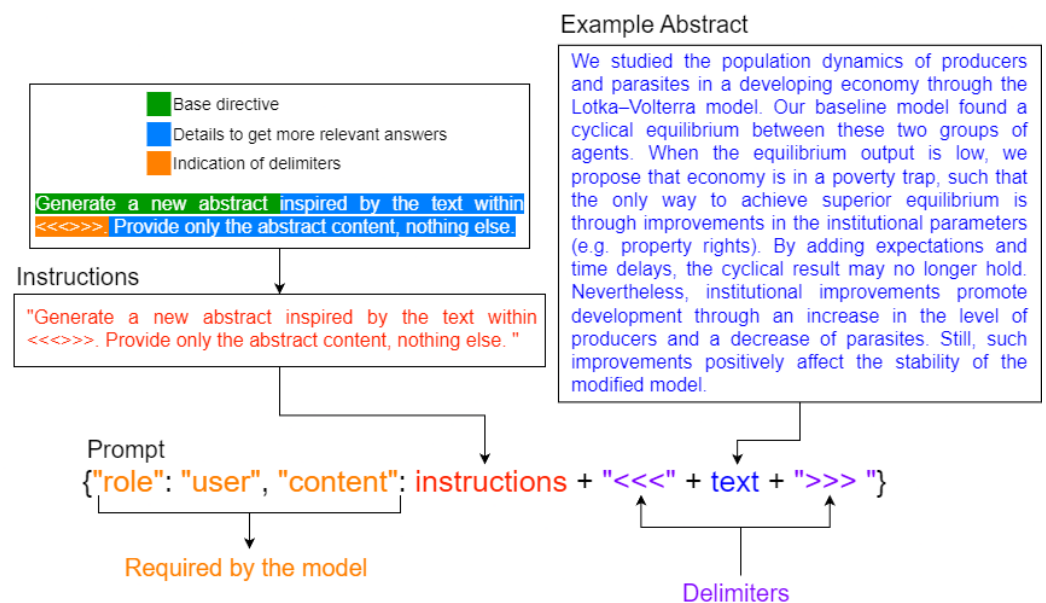 Example Abstract
We studied the population dynamics of producers
and parasites in a developing economy through the
Lotka–Volterra model. Our baseline model found a
cyclical equilibrium between these two groups of
agents. When the equilibrium output is low, we
propose that economy is in a poverty trap, such that
the only way to achieve superior equilibrium is
through improvements in the institutional parameters
(e.g. property rights). By adding expectations and
time delays, the cyclical result may no longer hold.
Nevertheless, institutional improvements promote
development through an increase in the level of
producers and a decrease of parasites. Still, such
improvements positively affect the stability of the
modified model.
Base directive
Details to get more relevant answers
Indication of delimiters
Generate a new abstract inspired by the text within
<<<>>>. Provide only the abstract content, nothing else.
Instructions
"Generate a new abstract inspired by the text within
<<<>>>. Provide only the abstract content, nothing else. "
Prompt
{"role": "user", "content": instructions + "<<<" + text + ">>> "}
Required by the model
Delimiters